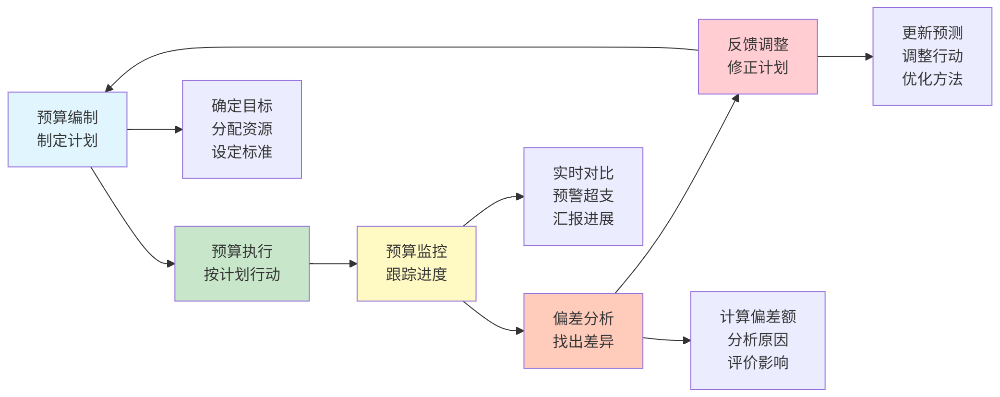 预算编制
制定计划
确定目标
分配资源
设定标准
预算执行
按计划行动
预算监控
跟踪进度
实时对比
预警超支
汇报进展
偏差分析
找出差异
计算偏差额
分析原因
评价影响
反馈调整
修正计划
更新预测
调整行动
优化方法